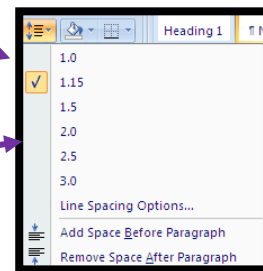 Heading 1 ¶ N
1.0
1.15
1.5
2.0
2.5
3.0
Line Spacing Options...
Add Space Before Paragraph
Remove Space After Paragraph